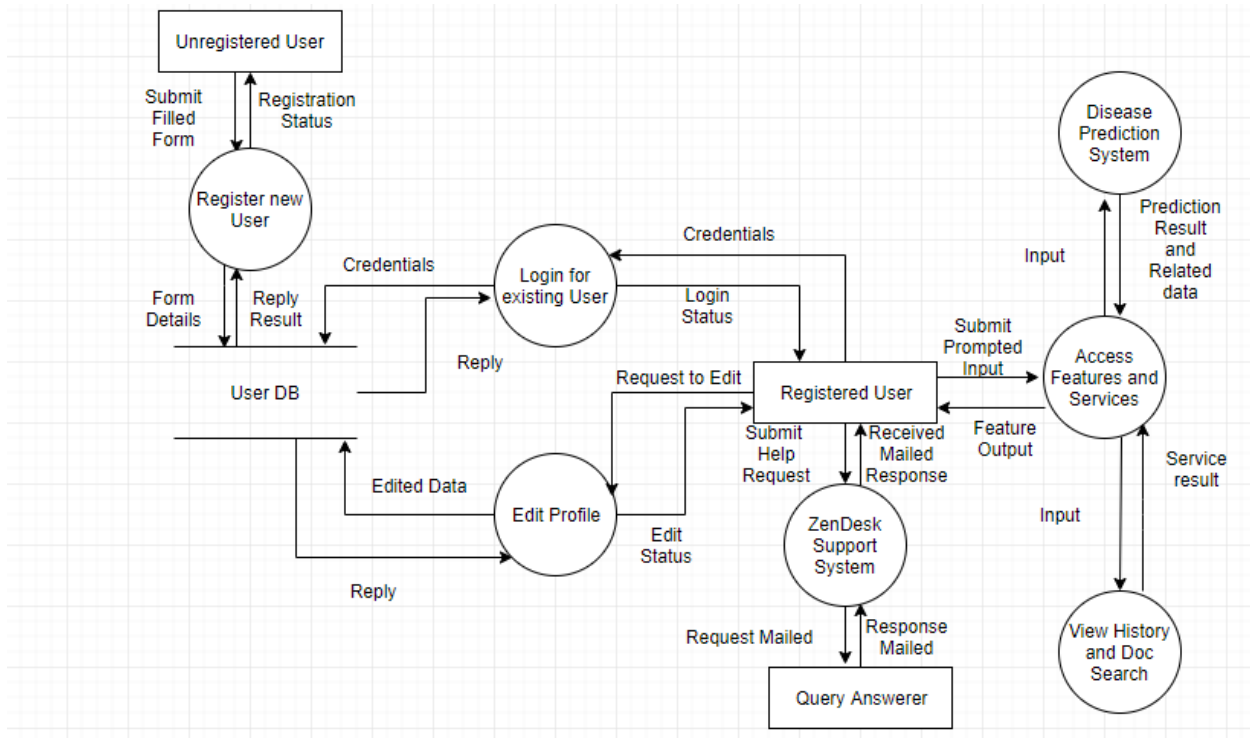 Unregistered User
Submit
Filled
Form
Registration
Status
Register new
User
Form
Details
Reply
Result
User DB
Credentials
Login for
existing User
Credentials
Login
Status
Reply
Request to Edit
Registered User
Edited Data
Edit Profile
Edit
Status
Reply
Submit
Help
Request
Received
Mailed
Response
ZenDesk
Support
System
Request Mailed
Response
Mailed
Query Answerer
Submit
Prompted
Input
Feature
Output
Access
Features and
Services
Disease
Prediction
System
Input
Prediction
Result
and
Related
data
Input
Service
result
View History
and Doc
Search